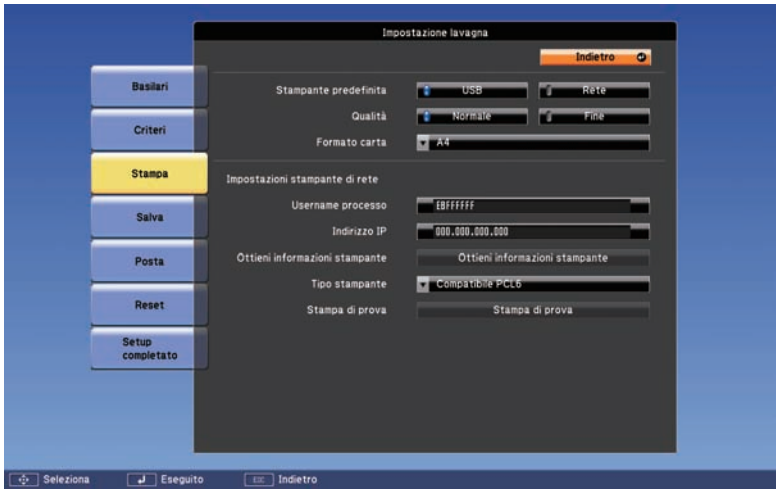 Impostazione lavagna
Indietro
Basilari
Criteri
Stampa
Salva
Posta
Reset
Setup
completato
Stampante predefinita USB Rete
Qualità Normale Fine
Formato carta A4
Impostazioni stampante di rete
Username processo EBFFFFFF
Indirizzo IP 000.000.000.000
Ottieni informazioni stampante Ottieni informazioni stampante
Tipo stampante Compatibile PCL6
Stampa di prova Stampa di prova
Seleziona Eseguito Esc Indietro